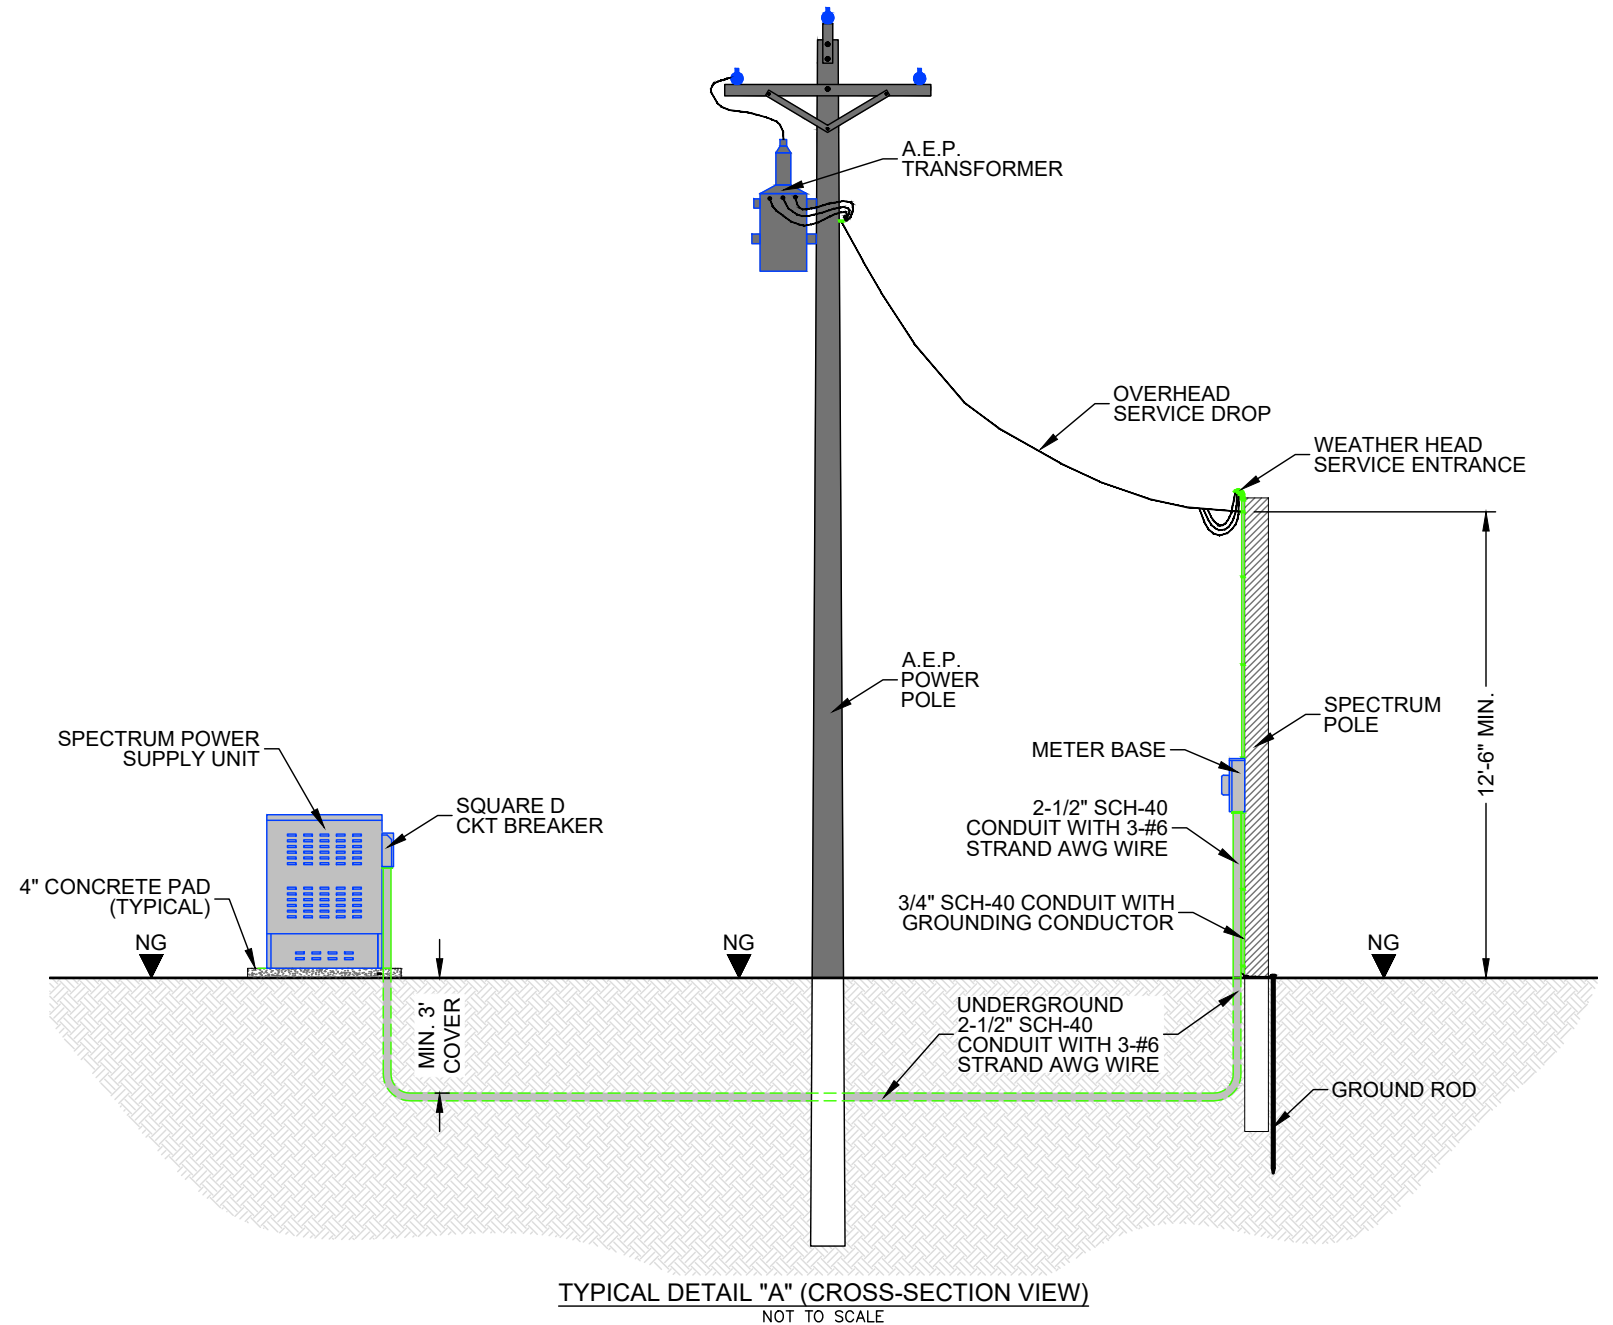 A.E.P.
TRANSFORMER
OVERHEAD
SERVICE DROP
WEATHER HEAD
SERVICE ENTRANCE
A.E.P.
POWER
POLE
SPECTRUM
POLE
12'-6" MIN.
SPECTRUM POWER
SUPPLY UNIT
METER BASE
SQUARE D
CKT BREAKER
2-1/2" SCH-40
CONDUIT WITH 3-#6
STRAND AWG WIRE
4" CONCRETE PAD
(TYPICAL)
3/4" SCH-40 CONDUIT WITH
GROUNDING CONDUCTOR
NG
NG
NG
MIN. 3'
COVER
UNDERGROUND
2-1/2" SCH-40
CONDUIT WITH 3-#6
STRAND AWG WIRE
GROUND ROD
TYPICAL DETAIL "A" (CROSS-SECTION VIEW)
NOT TO SCALE